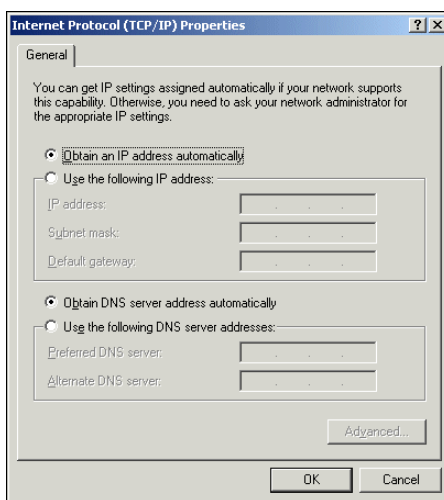 Internet Protocol (TCP/IP) Properties
General
You can get IP settings assigned automatically if your network supports
this capability. Otherwise, you need to ask your network administrator for
the appropriate IP settings.
Obtain an IP address automatically
Use the following IP address:
IP address:
Subnet mask:
Default gateway:
Obtain DNS server address automatically
Use the following DNS server addresses:
Preferred DNS server:
Alternate DNS server:
Advanced...
OK Cancel